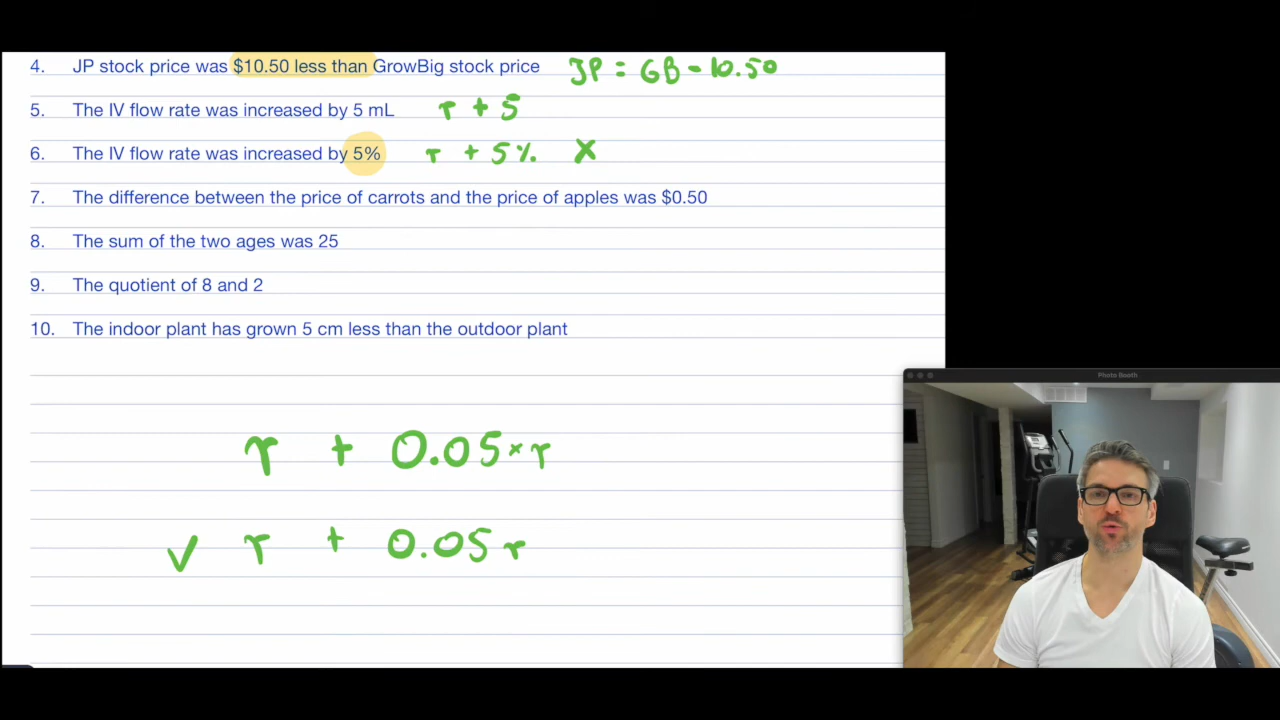 4. JP stock price was $10.50 less than GrowBig stock price JP = GB - 10.50
5. The IV flow rate was increased by 5 mL r + 5
6. The IV flow rate was increased by 5% r + 5% X
7. The difference between the price of carrots and the price of apples was $0.50
8. The sum of the two ages was 25
9. The quotient of 8 and 2
10. The indoor plant has grown 5 cm less than the outdoor plant
Photo Booth
r + 0.05 × r
✓ r + 0.05 r